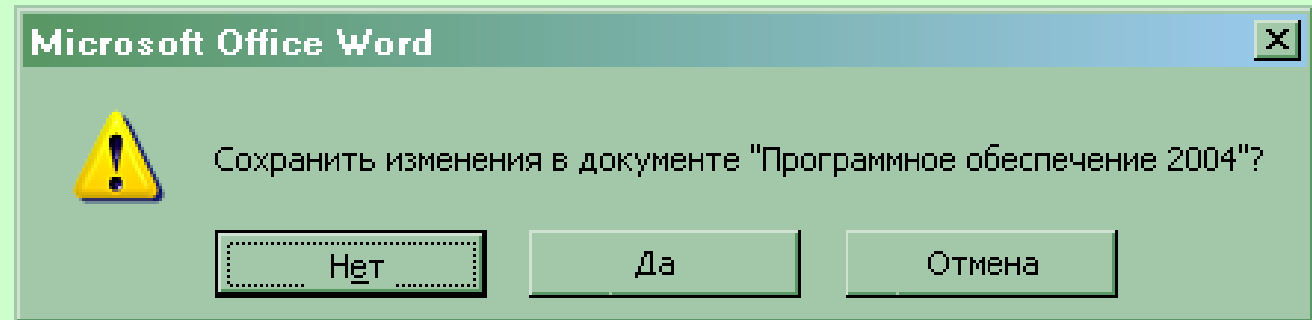 Microsoft Office Word
Сохранить изменения в документе "Программное обеспечение 2004"?
Нет
Да
Отмена